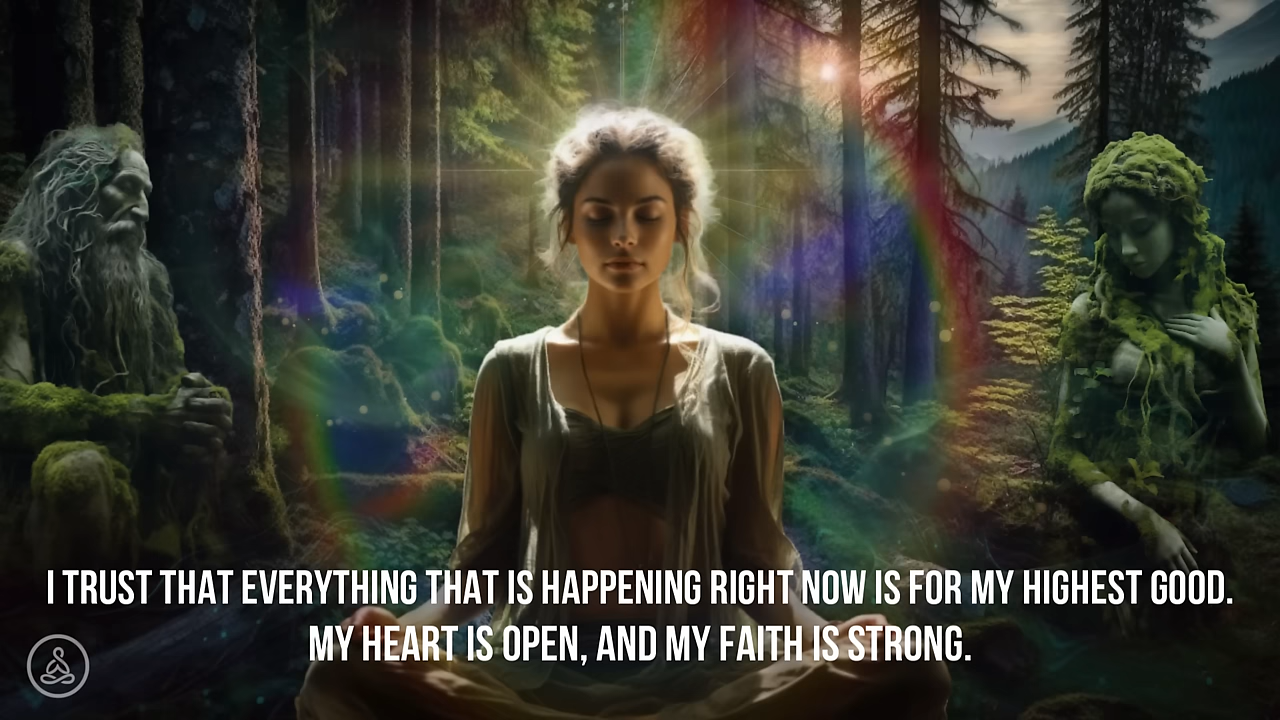 I TRUST THAT EVERYTHING THAT IS HAPPENING RIGHT NOW IS FOR MY HIGHEST GOOD.
MY HEART IS OPEN, AND MY FAITH IS STRONG.